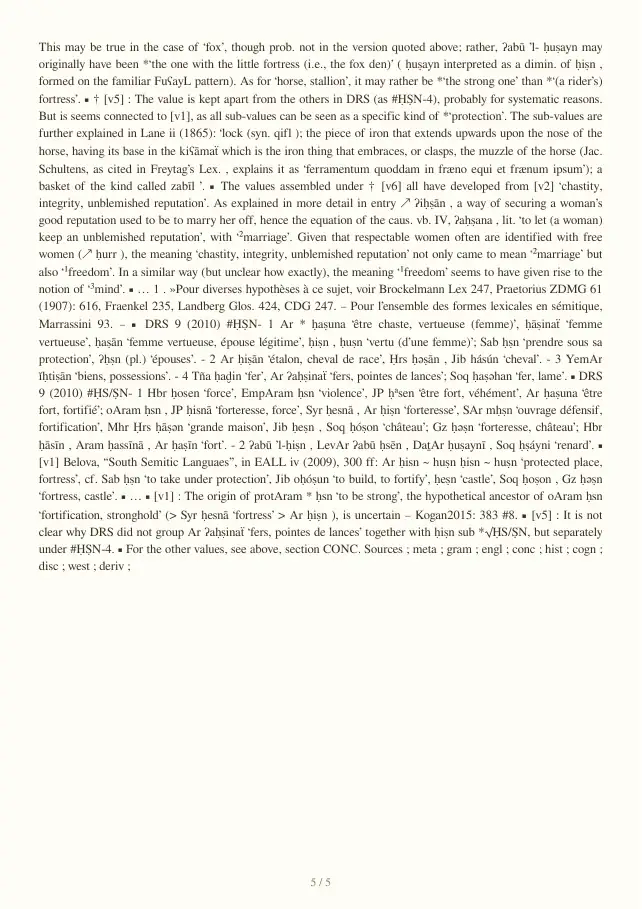 This may be true in the case of ‘fox’, though prob. not in the version quoted above; rather, ʔabū ’l- ḥuṣayn may
originally have been *‘the one with the little fortress (i.e., the fox den)’ ( ḥuṣayn interpreted as a dimin. of ḥiṣn ,
formed on the familiar FuʕayL pattern). As for ‘horse, stallion’, it may rather be *‘the strong one’ than *‘(a rider’s)
fortress’. ▪ † [v5] : The value is kept apart from the others in DRS (as #ḤṢN-4), probably for systematic reasons.
But is seems connected to [v1], as all sub-values can be seen as a specific kind of *‘protection’. The sub-values are
further explained in Lane ii (1865): ‘lock (syn. qifl ); the piece of iron that extends upwards upon the nose of the
horse, having its base in the kiʕāmaẗ which is the iron thing that embraces, or clasps, the muzzle of the horse (Jac.
Schultens, as cited in Freytag’s Lex. , explains it as ‘ferramentum quoddam in fræno equi et frænum ipsum’); a
basket of the kind called zabīl ’. ▪ The values assembled under † [v6] all have developed from [v2] ‘chastity,
integrity, unblemished reputation’. As explained in more detail in entry ↗ ʔiḥṣān , a way of securing a woman’s
good reputation used to be to marry her off, hence the equation of the caus. vb. IV, ʔaḥṣana , lit. ‘to let (a woman)
keep an unblemished reputation’, with ‘²marriage’. Given that respectable women often are identified with free
women (↗ ḥurr ), the meaning ‘chastity, integrity, unblemished reputation’ not only came to mean ‘²marriage’ but
also ‘¹freedom’. In a similar way (but unclear how exactly), the meaning ‘¹freedom’ seems to have given rise to the
notion of ‘³mind’. ▪ … 1 . »Pour diverses hypothèses à ce sujet, voir Brockelmann Lex 247, Praetorius ZDMG 61
(1907): 616, Fraenkel 235, Landberg Glos. 424, CDG 247. – Pour l’ensemble des formes lexicales en sémitique,
Marrassini 93. – ▪ DRS 9 (2010) #ḤṢN- 1 Ar * ḥaṣuna ‘être chaste, vertueuse (femme)’, ḥāṣinaẗ ‘femme
vertueuse’, ḥaṣān ‘femme vertueuse, épouse légitime’, ḥiṣn , ḥuṣn ‘vertu (d’une femme)’; Sab ḥṣn ‘prendre sous sa
protection’, ʔḥṣn (pl.) ‘épouses’. - 2 Ar ḥiṣān ‘étalon, cheval de race’, Ḥrs ḥəṣān , Jib ḥásún ‘cheval’. - 3 YemAr
iḥtiṣān ‘biens, possessions’. - 4 Tña ḥaḍin ‘fer’, Ar ʔaḥṣinaẗ ‘fers, pointes de lances’; Soq ḥaṣəhan ‘fer, lame’. ▪ DRS
9 (2010) #ḤS/ṢN- 1 Hbr ḥosen ‘force’, EmpAram ḥsn ‘violence’, JP ḥᵃsen ‘être fort, véhément’, Ar ḥaṣuna ‘être
fort, fortifié’; oAram ḥsn , JP ḥisnā ‘forteresse, force’, Syr ḥesnā , Ar ḥiṣn ‘forteresse’, SAr mḥṣn ‘ouvrage défensif,
fortification’, Mhr Ḥrs ḥāṣən ‘grande maison’, Jib ḥeṣn , Soq ḥóṣon ‘château’; Gz ḥəṣn ‘forteresse, château’; Hbr
ḥāsīn , Aram ḥassīnā , Ar ḥaṣīn ‘fort’. - 2 ʔabū ’l-ḥiṣn , LevAr ʔabū ḥsēn , DaṯAr ḥuṣaynī , Soq ḥṣáyni ‘renard’. ▪
[v1] Belova, “South Semitic Languaes”, in EALL iv (2009), 300 ff: Ar ḥisn ~ huṣn ḥisn ~ ḥuṣn ‘protected place,
fortress’, cf. Sab ḥṣn ‘to take under protection’, Jib oḥóṣun ‘to build, to fortify’, ḥeṣn ‘castle’, Soq ḥoṣon , Gz ḥəṣn
‘fortress, castle’. ▪ … ▪ [v1] : The origin of protAram * ḥsn ‘to be strong’, the hypothetical ancestor of oAram ḥsn
‘fortification, stronghold’ (> Syr ḥesnā ‘fortress’ > Ar ḥiṣn ), is uncertain – Kogan2015: 383 #8. ▪ [v5] : It is not
clear why DRS did not group Ar ʔaḥṣinaẗ ‘fers, pointes de lances’ together with ḥiṣn sub *√ḤS/ṢN, but separately
under #ḤṢN-4. ▪ For the other values, see above, section CONC. Sources ; meta ; gram ; engl ; conc ; hist ; cogn ;
disc ; west ; deriv ;
5 / 5